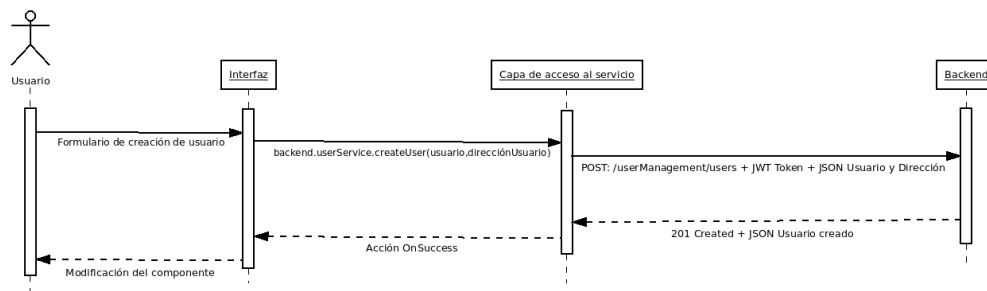 Usuario
Interfaz
Capa de acceso al servicio
Backend
Formulario de creación de usuario
backend.userService.createUser(usuario,direcciónUsuario)
POST: /userManagement/users + JWT Token + JSON Usuario y Dirección
201 Created + JSON Usuario creado
Acción OnSuccess
Modificación del componente